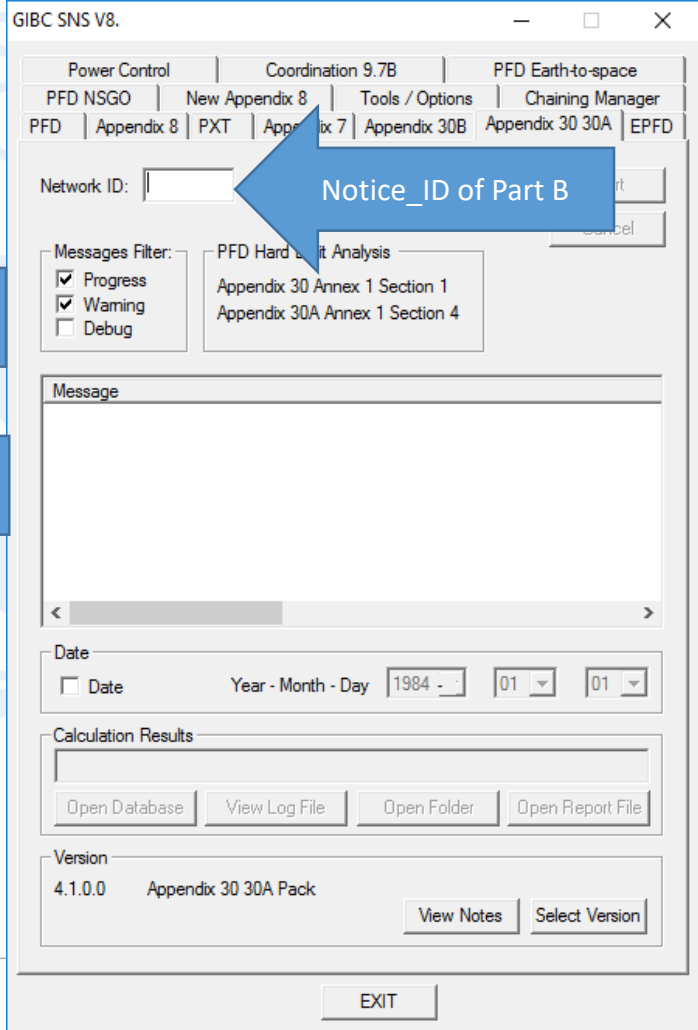 GIBC SNS V8.
Power Control Coordination 9.7B PFD Earth-to-space
PFD NSGO New Appendix 8 Tools / Options Chaining Manager
PFD Appendix 8 PXT Appendix 7 Appendix 30B Appendix 30 30A EPFD
Network ID: Notice_ID of Part B
Cancel
Messages Filter: PFD Hard Limit Analysis
Progress Appendix 30 Annex 1 Section 1
Warning Appendix 30A Annex 1 Section 4
Debug
Message
Date
Date Year - Month - Day 1984 - 01 01
Calculation Results
Open Database View Log File Open Folder Open Report File
Version
4.1.0.0 Appendix 30 30A Pack
View Notes Select Version
EXIT